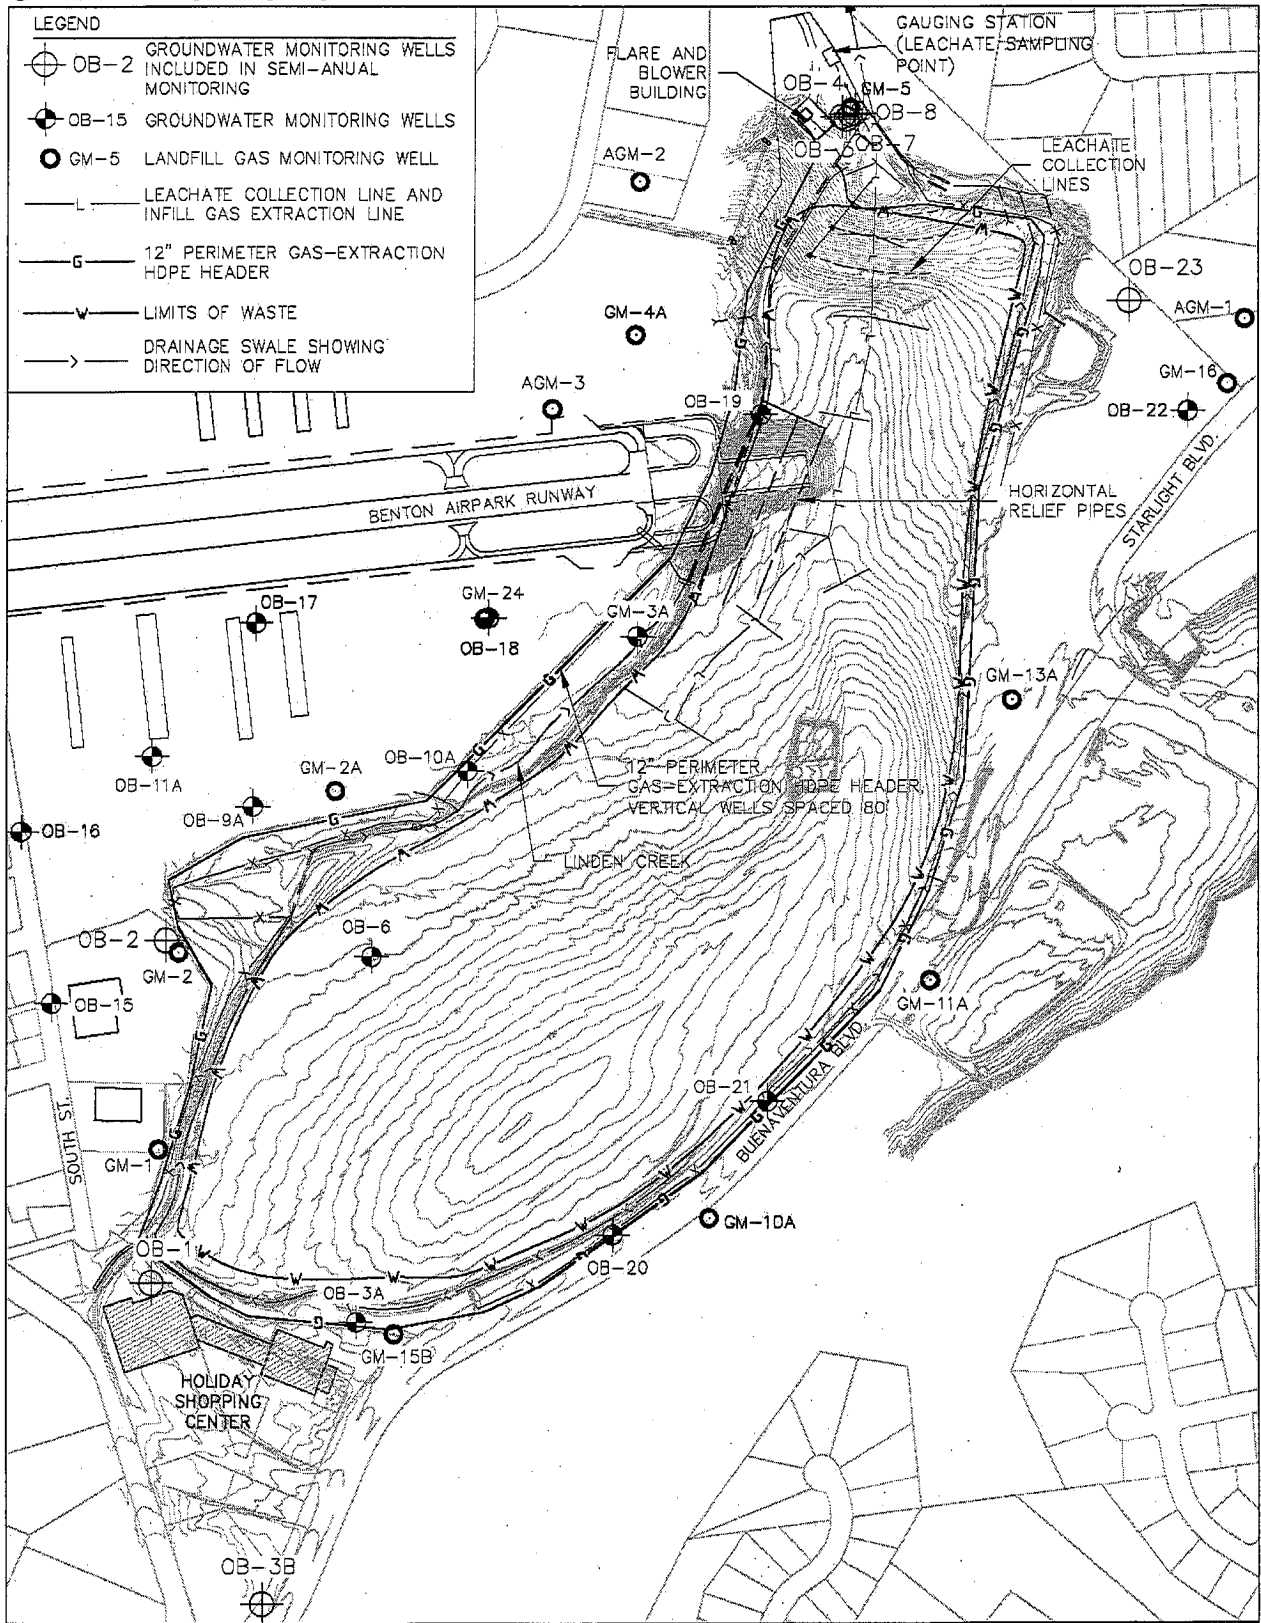 LEGEND
OB-2 GROUNDWATER MONITORING WELLS
INCLUDED IN SEMI-ANUAL
MONITORING
OB-15 GROUNDWATER MONITORING WELLS
GM-5 LANDFILL GAS MONITORING WELL
L LEACHATE COLLECTION LINE AND
INFILL GAS EXTRACTION LINE
G 12" PERIMETER GAS-EXTRACTION
HDPE HEADER
W LIMITS OF WASTE
DRAINAGE SWALE SHOWING
DIRECTION OF FLOW
GAUGING STATION
(LEACHATE SAMPLING
POINT)
FLARE AND
BLOWER
BUILDING
OB-4
GM-5
OB-8
OB-5
OB-7
LEACHATE
COLLECTION
LINES
AGM-2
OB-23
AGM-1
GM-4A
GM-16
AGM-3
OB-19
OB-22
STARLIGHT BLVD.
BENTON AIRPARK RUNWAY
HORIZONTAL
RELIEF PIPES
OB-17
GM-24
OB-18
GM-3A
GM-13A
OB-11A
GM-2A
OB-10A
12" PERIMETER
GAS-EXTRACTION HDPE HEADER,
VERTICAL WELLS SPACED 80'
OB-9A
OB-16
LINDEN CREEK
OB-2
GM-2
OB-6
OB-15
GM-11A
OB-21
BUENAVENTURA BLVD.
SOUTH ST.
GM-1
GM-10A
OB-1
OB-20
OB-3A
GM-15B
HOLIDAY
SHOPPING
CENTER
OB-3B